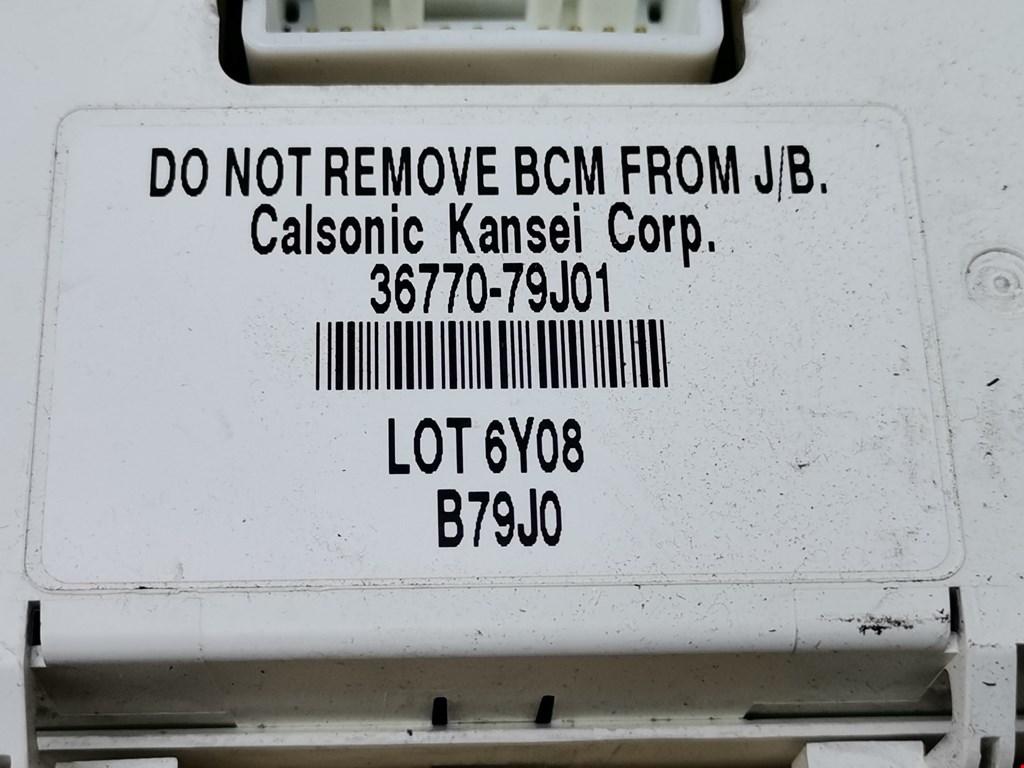 DO NOT REMOVE BCM FROM J/B.
Calsonic Kansei Corp.
36770-79J01
LOT 6Y08
B79J0